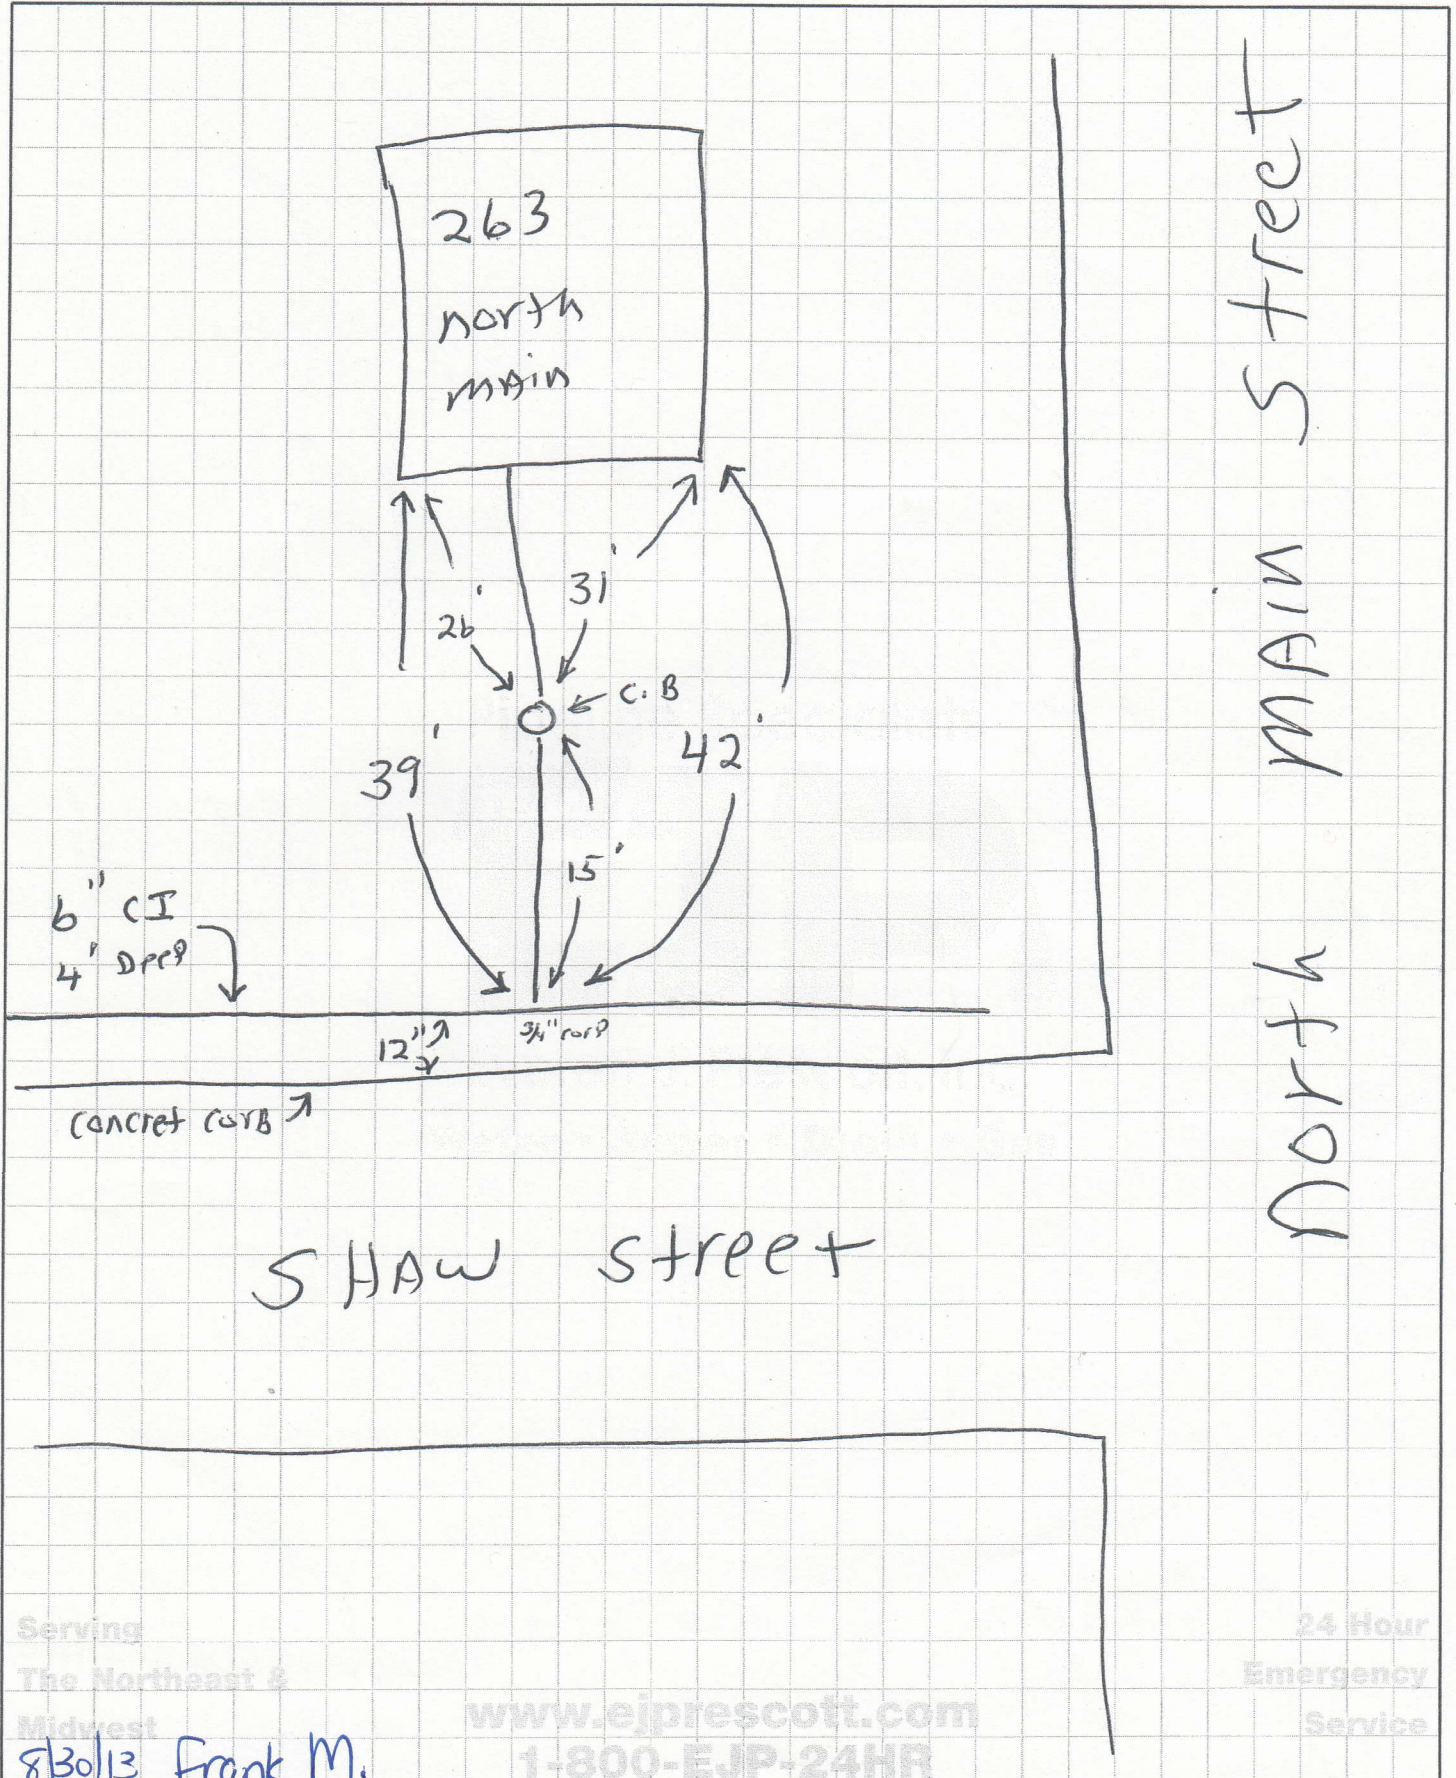 263
north
main
26'
31'
C.B
39'
42'
15'
6" CI
4' Deep
12"
3/4" corp
concret curB
SHAW Street
north MAin Street
Serving
The Northeast &
Midwest
24 Hour
Emergency
Service
www.ejprescott.com
1-800-EJP-24HR
8/30/13 Frank M.